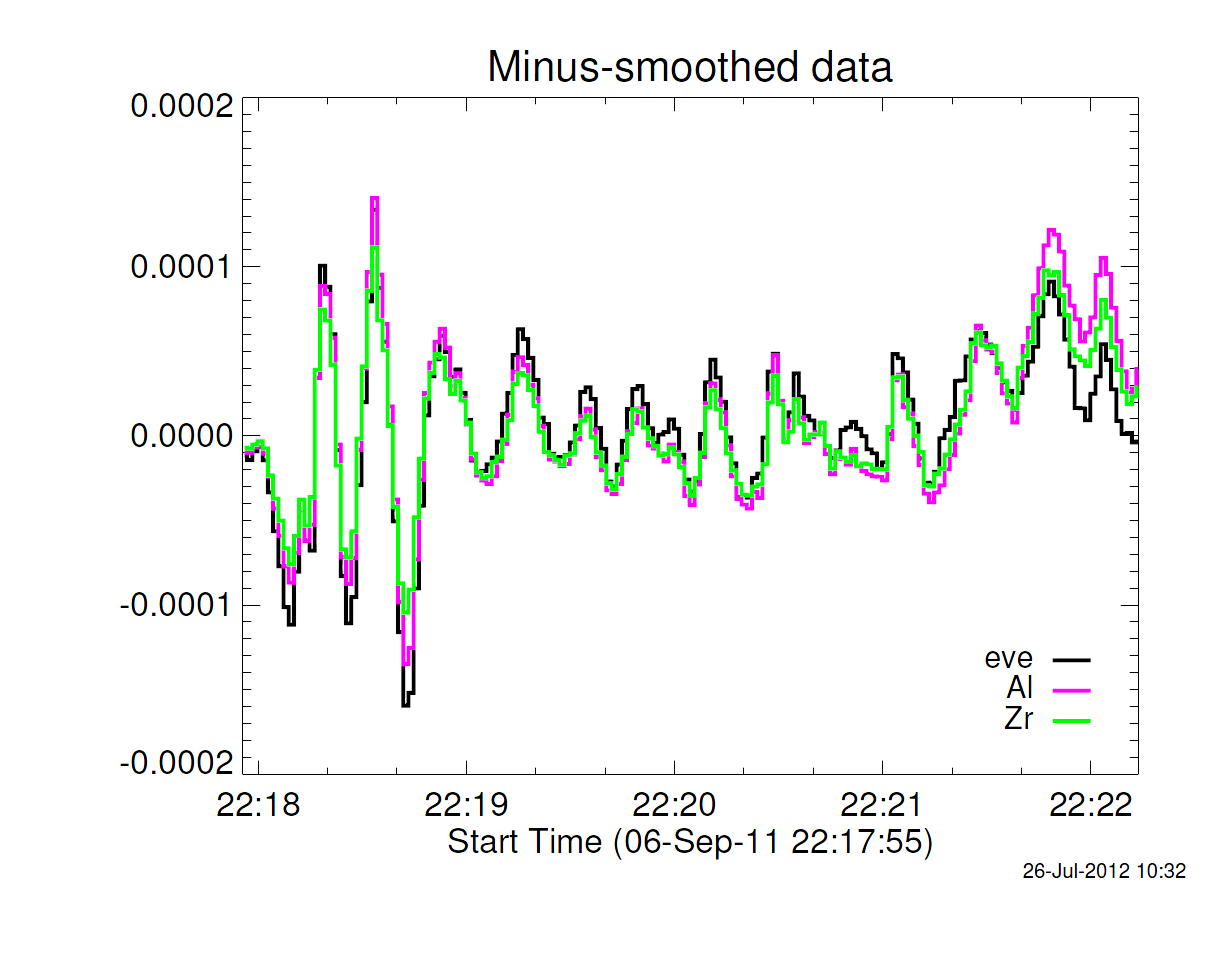 Minus-smoothed data
0.0002
0.0001
0.0000
-0.0001
-0.0002
eve
Al
Zr
22:18 22:19 22:20 22:21 22:22
Start Time (06-Sep-11 22:17:55)
26-Jul-2012 10:32